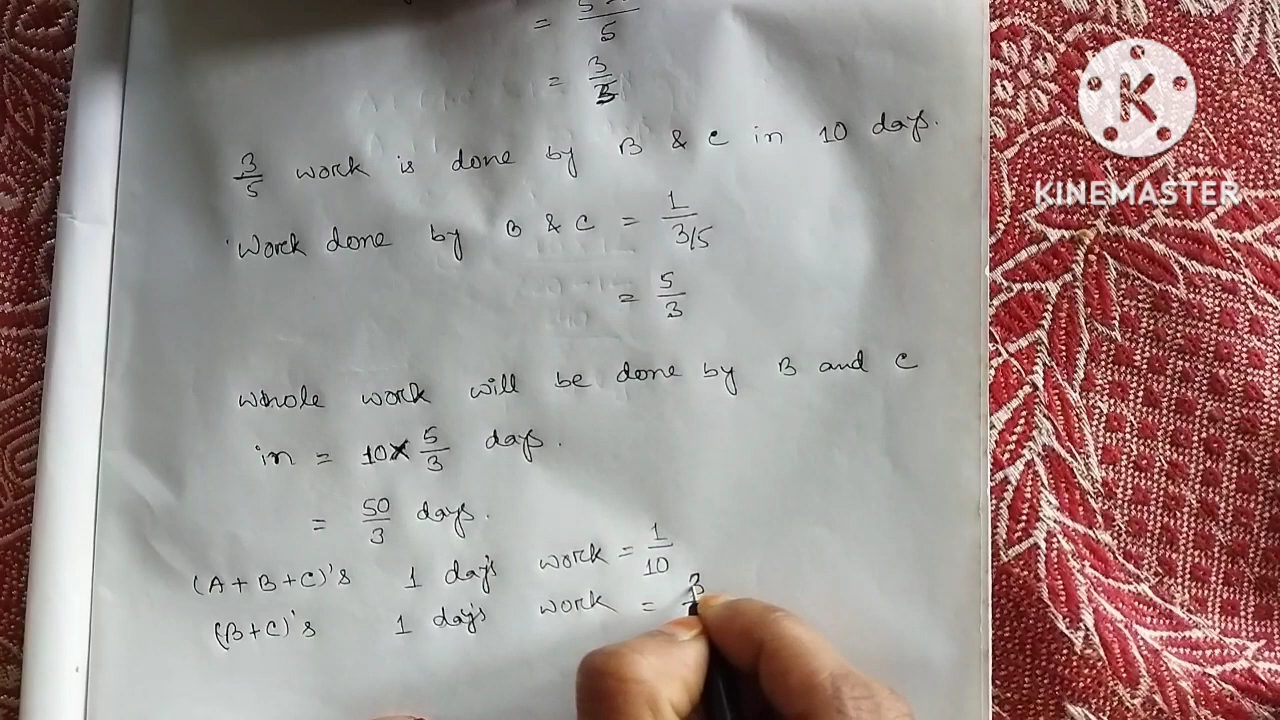 = 5
= 3/5
3/5 work is done by B & C in 10 days.
Work done by B & C = 1/3/5
= 5/3
whole work will be done by B and C
in = 10 × 5/3 days.
= 50/3 days.
(A+B+C)'s 1 day's work = 1/10
(B+C)'s 1 day's work = 3
K
KINEMASTER